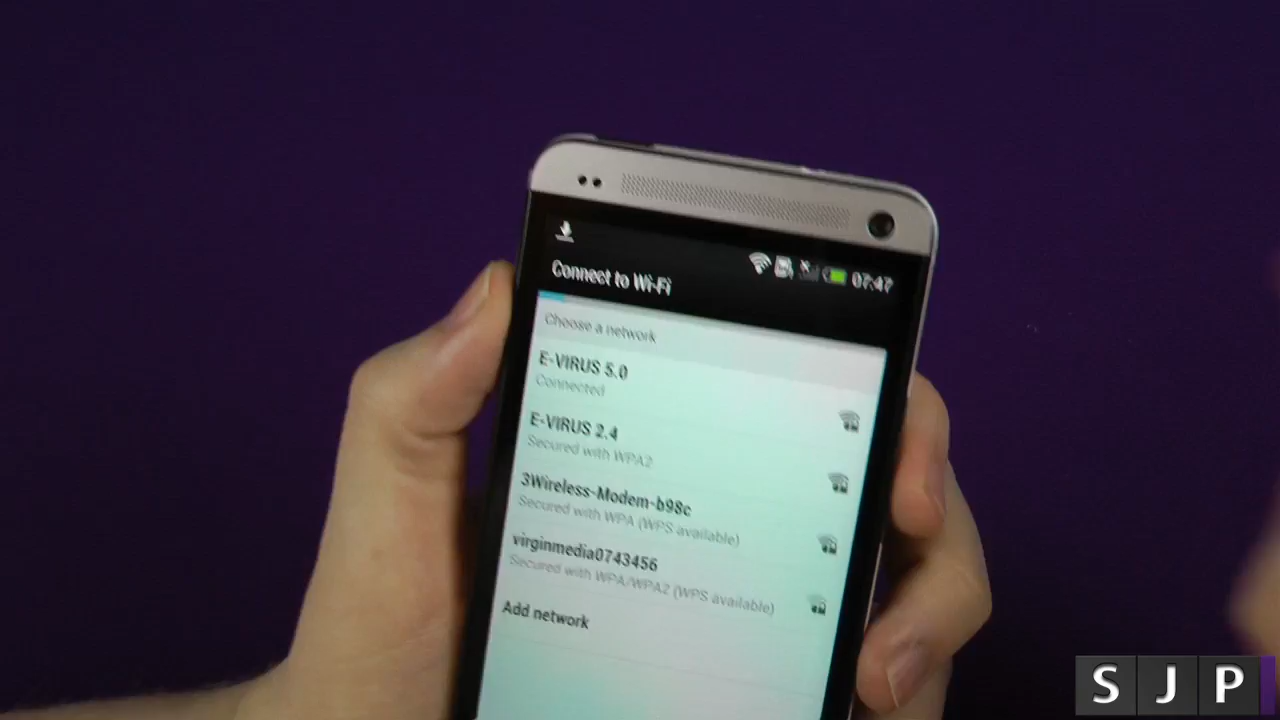 07:47
Connect to Wi-Fi
Choose a network
E-VIRUS 5.0
Connected
E-VIRUS 2.4
Secured with WPA2
3Wireless-Modem-b98c
Secured with WPA (WPS available)
virginmedia0743456
Secured with WPA/WPA2 (WPS available)
Add network
SJP